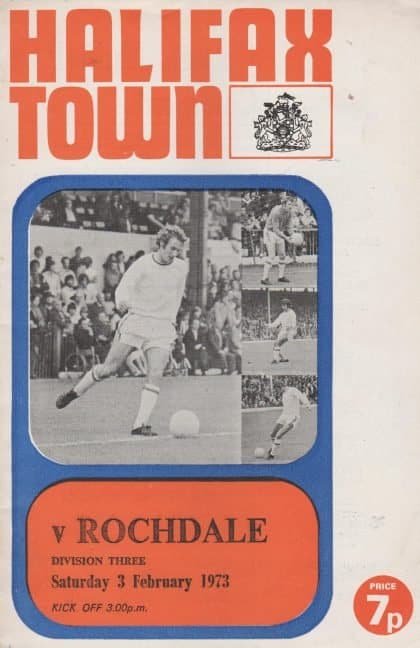 HALIFAX
TOWN
v ROCHDALE
DIVISION THREE
Saturday 3 February 1973
KICK OFF 3.00p.m.
PRICE
7p